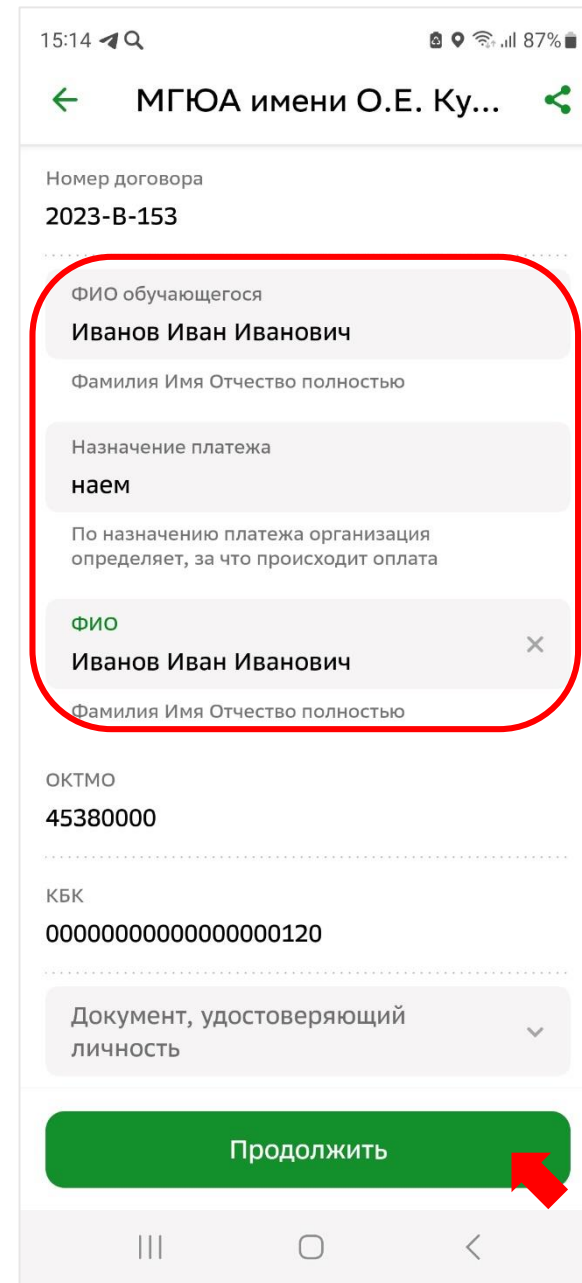 15:14 87%
МГЮА имени О.Е. Ку...
Номер договора
2023-В-153
ФИО обучающегося
Иванов Иван Иванович
Фамилия Имя Отчество полностью
Назначение платежа
наем
По назначению платежа организация
определяет, за что происходит оплата
ФИО
Иванов Иван Иванович
Фамилия Имя Отчество полностью
ОКТМО
45380000
КБК
00000000000000000120
Документ, удостоверяющий
личность
Продолжить